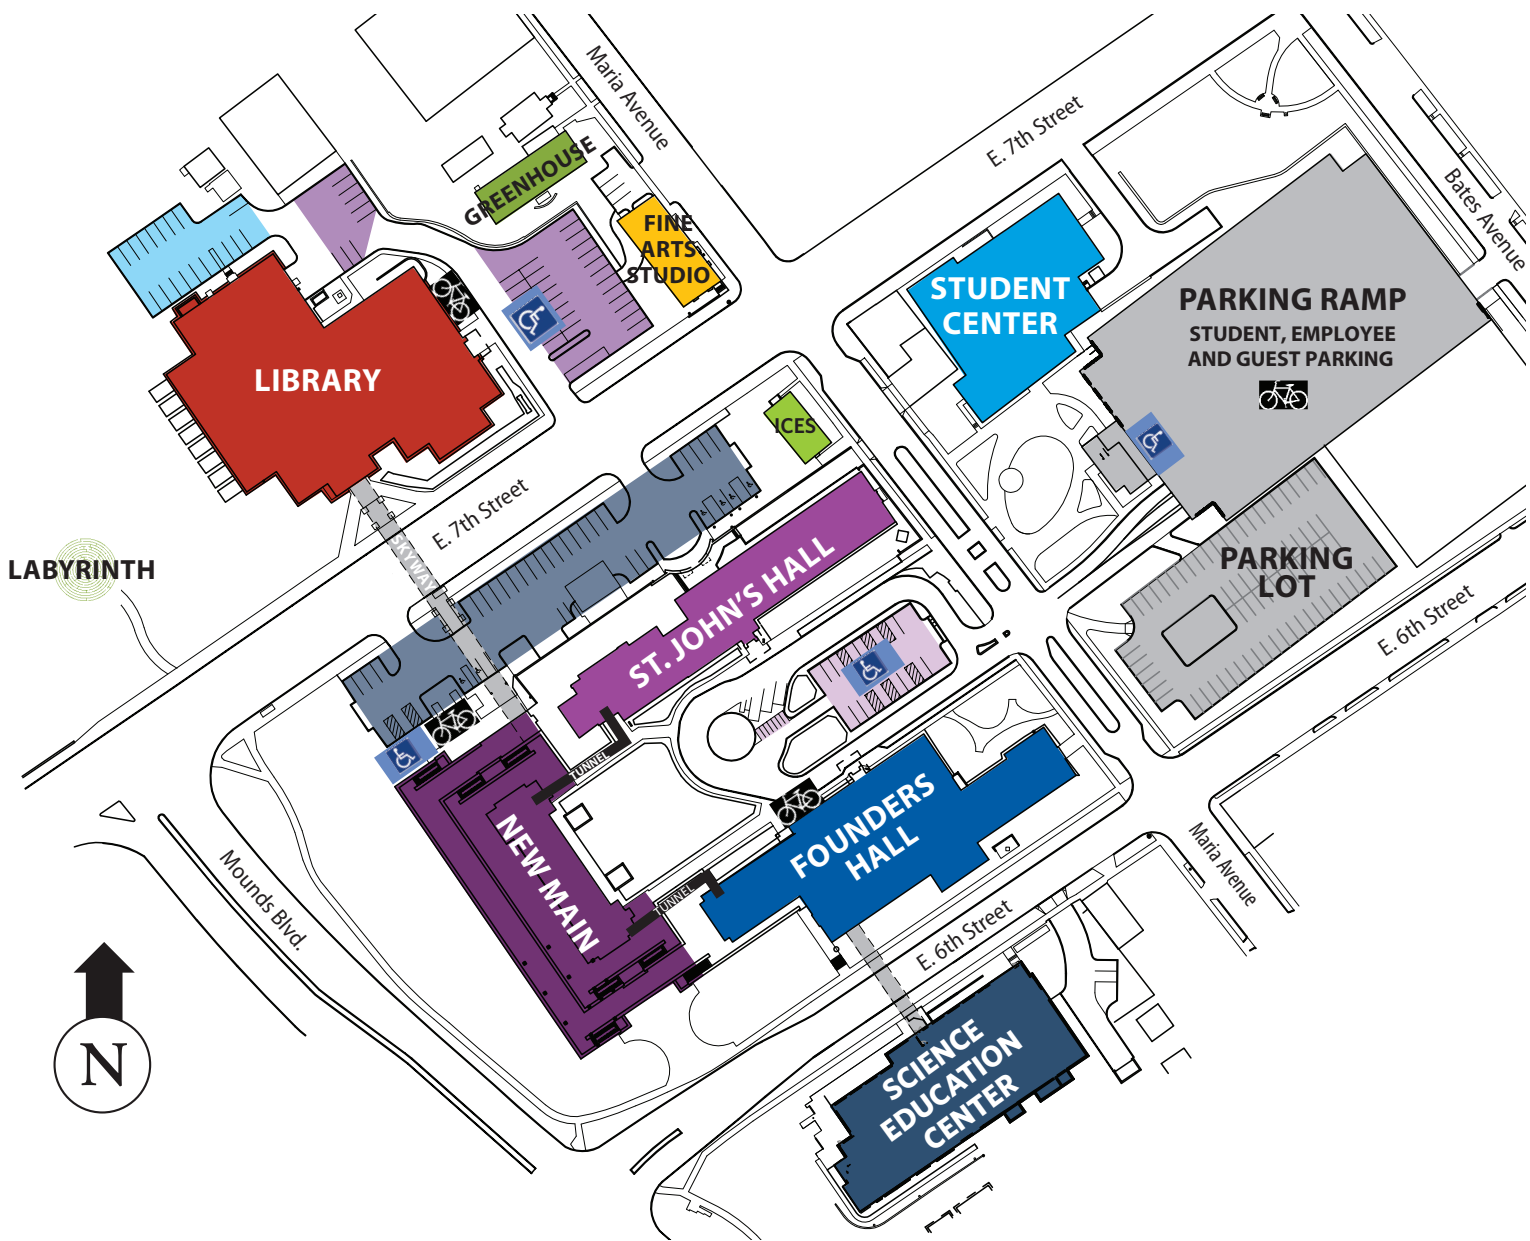 Maria Avenue
E. 7th Street
Bates Avenue
GREENHOUSE
FINE
ARTS
STUDIO
STUDENT
CENTER
PARKING RAMP
STUDENT, EMPLOYEE
AND GUEST PARKING
LIBRARY
ICES
E. 7th Street
SKYWAY
LABYRINTH
ST. JOHN'S HALL
PARKING
LOT
E. 6th Street
TUNNEL
NEW MAIN
FOUNDERS
HALL
TUNNEL
Maria Avenue
Mounds Blvd.
E. 6th Street
N
SCIENCE
EDUCATION
CENTER